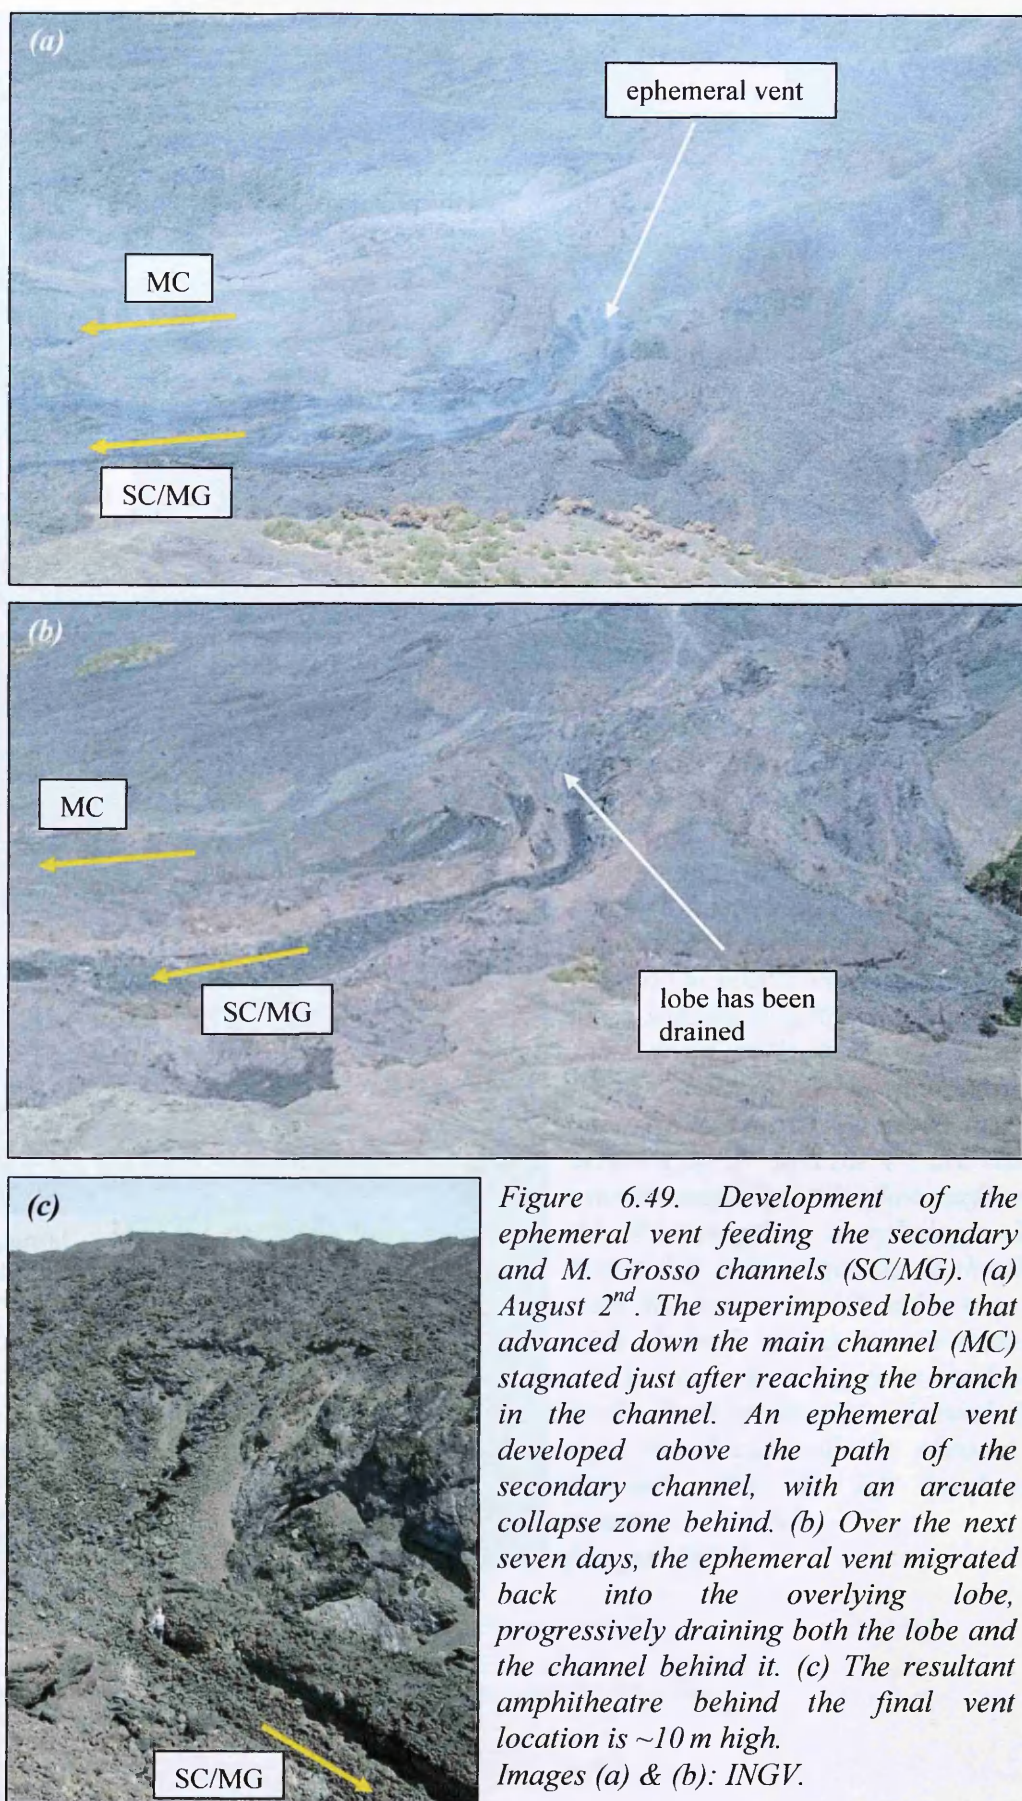 (a)
ephemeral vent
MC
SC/MG
(b)
MC
SC/MG
lobe has been
drained
(c)
SC/MG
Figure 6.49. Development of the
ephemeral vent feeding the secondary
and M. Grosso channels (SC/MG). (a)
August 2nd. The superimposed lobe that
advanced down the main channel (MC)
stagnated just after reaching the branch
in the channel. An ephemeral vent
developed above the path of the
secondary channel, with an arcuate
collapse zone behind. (b) Over the next
seven days, the ephemeral vent migrated
back into the overlying lobe,
progressively draining both the lobe and
the channel behind it. (c) The resultant
amphitheatre behind the final vent
location is ~10 m high.
Images (a) & (b): INGV.